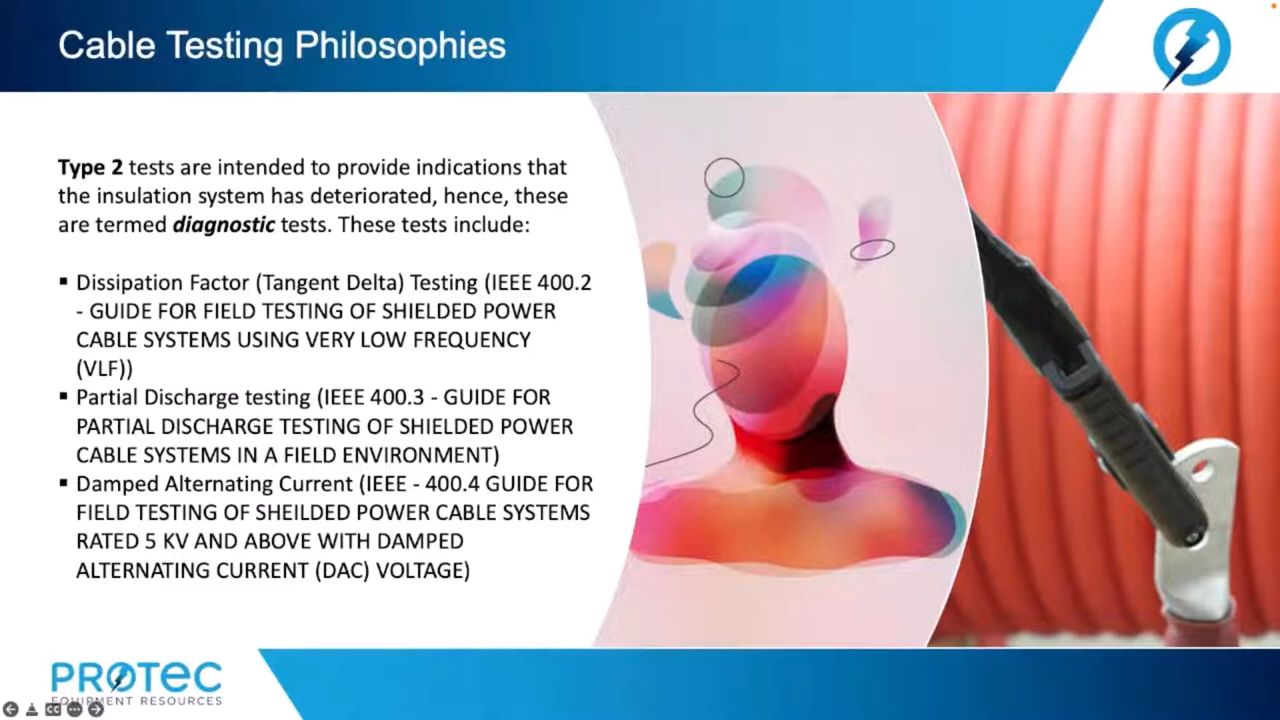 Cable Testing Philosophies
Type 2 tests are intended to provide indications that
the insulation system has deteriorated, hence, these
are termed diagnostic tests. These tests include:
▪ Dissipation Factor (Tangent Delta) Testing (IEEE 400.2
- GUIDE FOR FIELD TESTING OF SHIELDED POWER
CABLE SYSTEMS USING VERY LOW FREQUENCY
(VLF))
▪ Partial Discharge testing (IEEE 400.3 - GUIDE FOR
PARTIAL DISCHARGE TESTING OF SHIELDED POWER
CABLE SYSTEMS IN A FIELD ENVIRONMENT)
▪ Damped Alternating Current (IEEE - 400.4 GUIDE FOR
FIELD TESTING OF SHEILDED POWER CABLE SYSTEMS
RATED 5 KV AND ABOVE WITH DAMPED
ALTERNATING CURRENT (DAC) VOLTAGE)
PROTEC
EQUIPMENT RESOURCES
CC